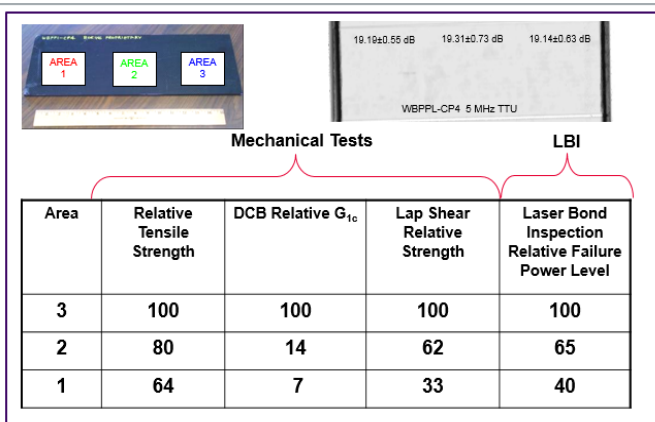 AREA 1
AREA 2
AREA 3
19.19±0.55 dB 19.31±0.73 dB 19.14±0.63 dB
WBPPL-CP4 5 MHz TTU
Mechanical Tests LBI
Area Relative Tensile Strength DCB Relative G1c Lap Shear Relative Strength Laser Bond Inspection Relative Failure Power Level
3 100 100 100 100
2 80 14 62 65
1 64 7 33 40